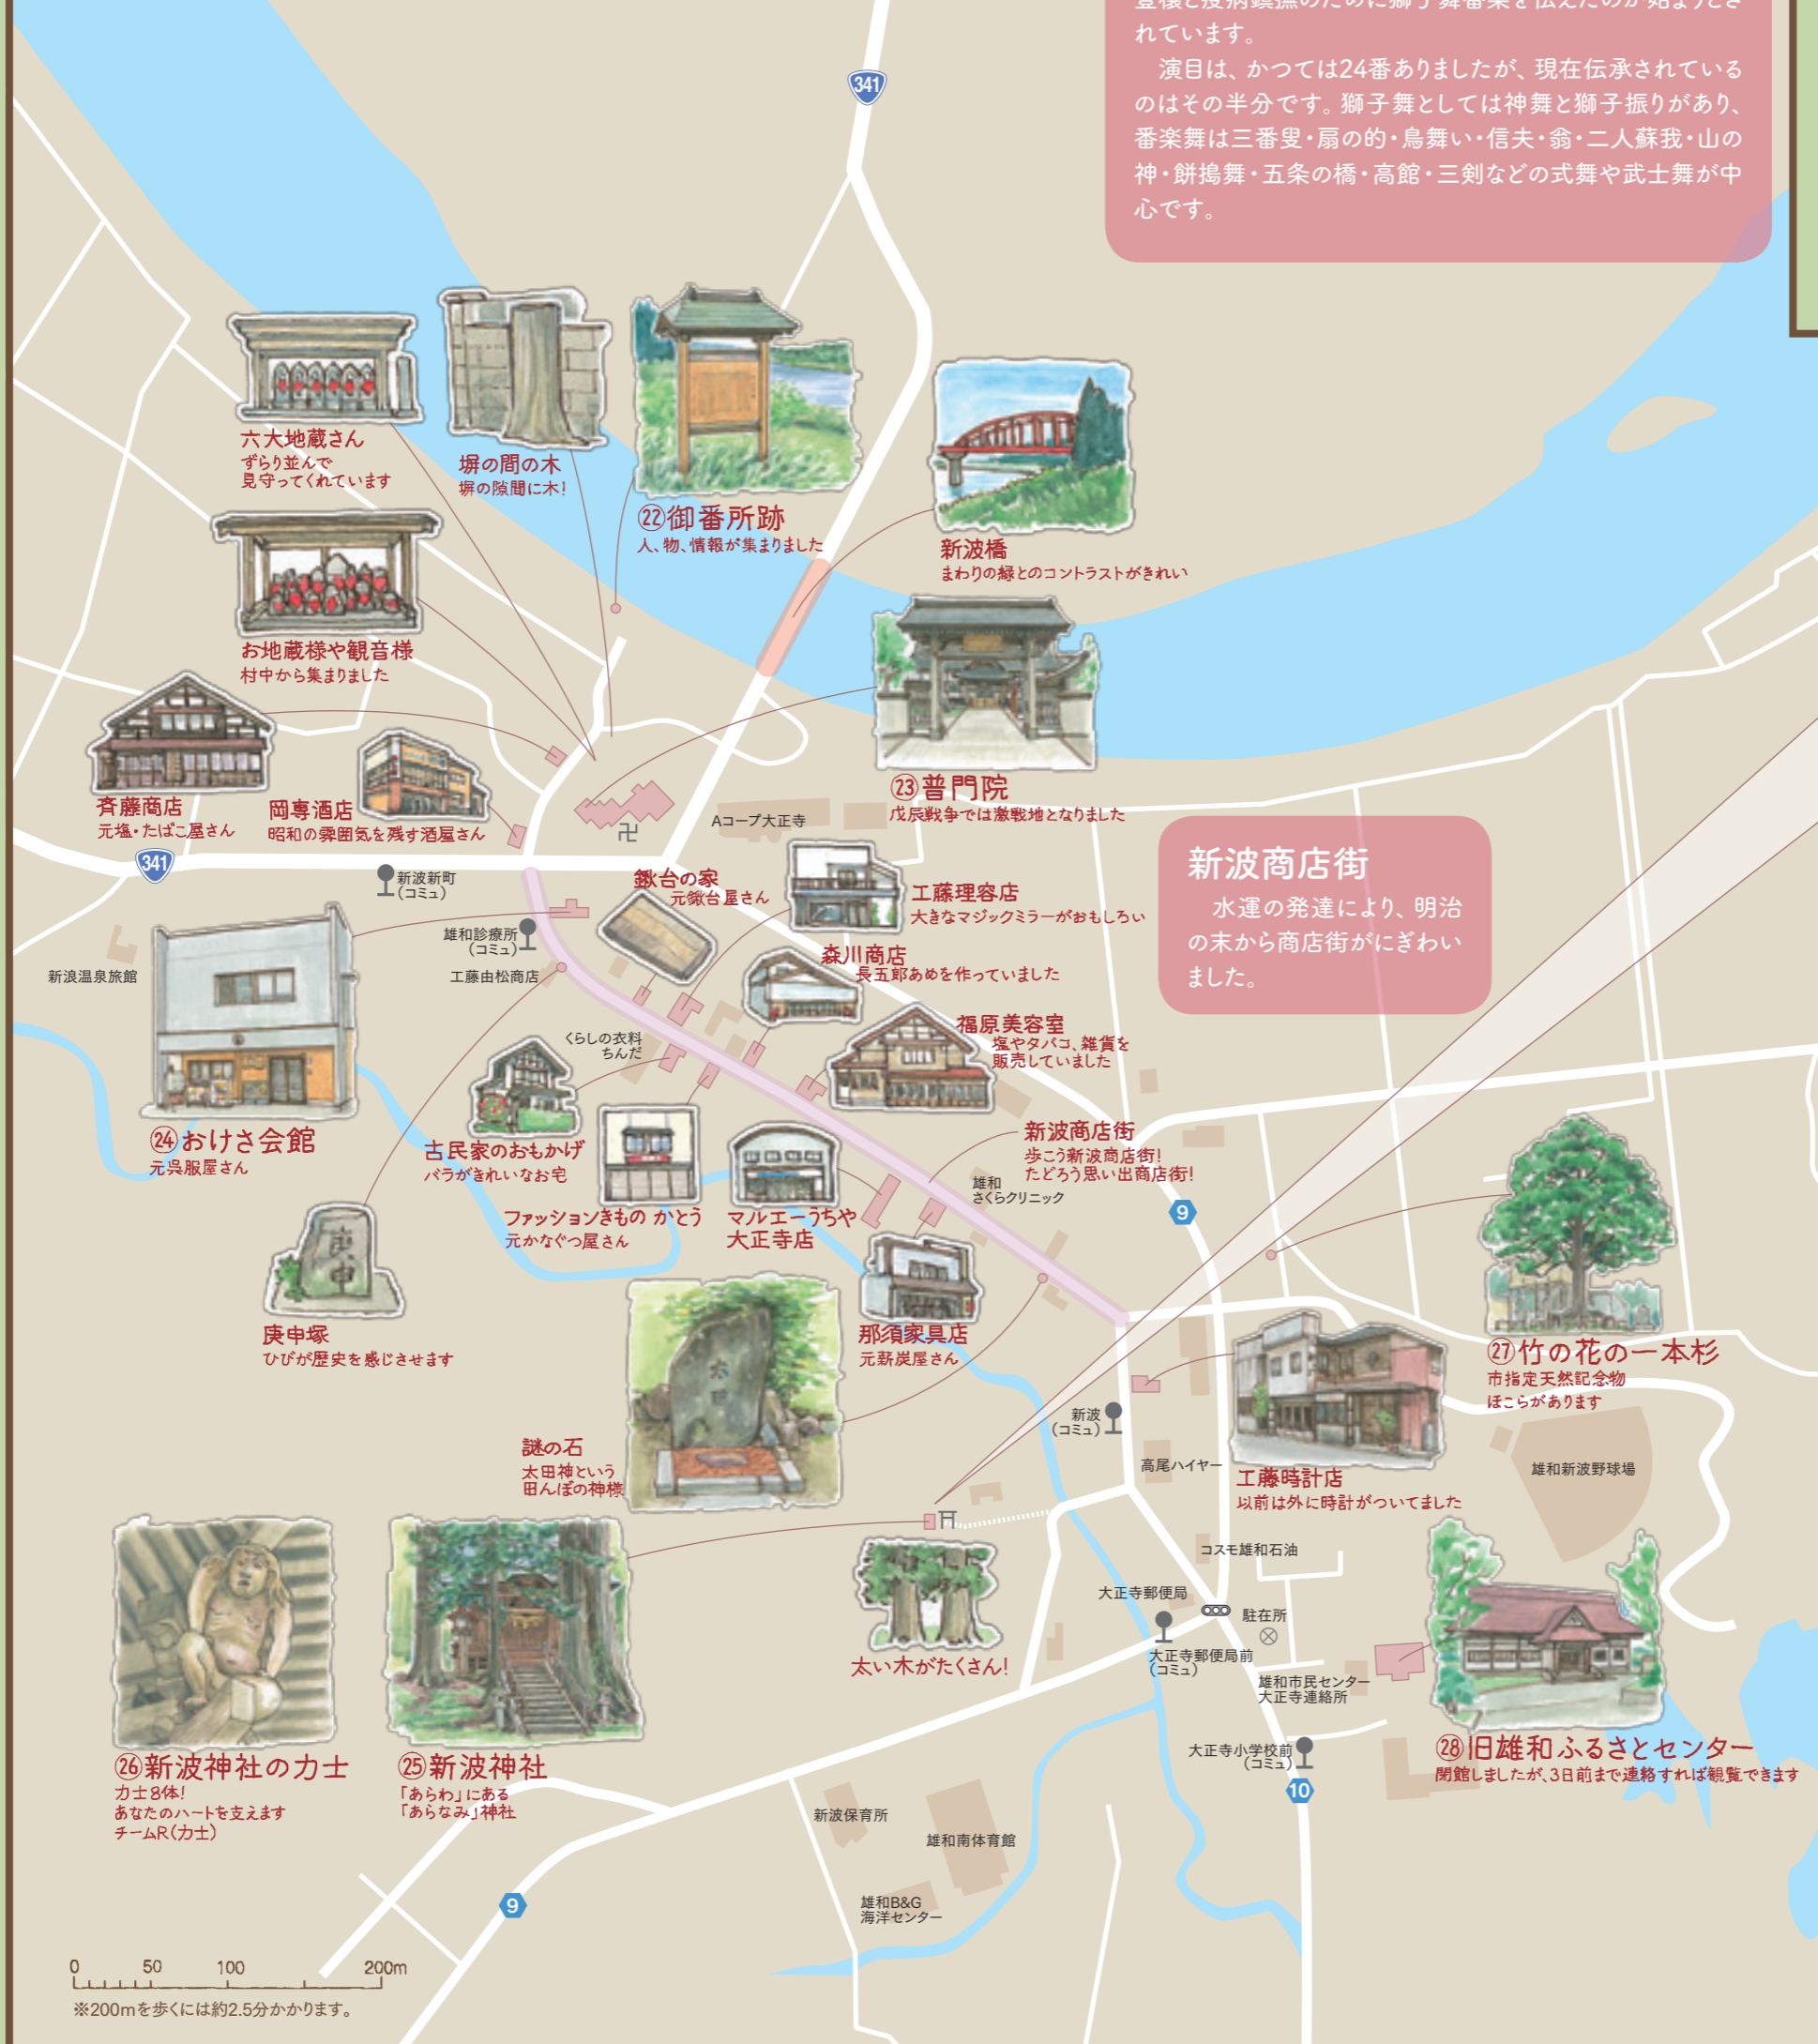 豊穣と疫病鎮撫のために獅子舞番楽を伝えたのが始まりとさ
れています。
演目は、かつては24番ありましたが、現在伝承されている
のはその半分です。獅子舞としては神舞と獅子振りがあり、
番楽舞は三番叟・扇の的・鳥舞い・信夫・翁・二人蘇我・山の
神・餅搗舞・五条の橋・高館・三剣などの式舞や武士舞が中
心です。
341
六大地蔵さん
ずらり並んで
見守ってくれています
塀の間の木
塀の隙間に木!
㉒御番所跡
人、物、情報が集まりました
新波橋
まわりの緑とのコントラストがきれい
お地蔵様や観音様
村中から集まりました
斉藤商店
元塩・たばこ屋さん
岡専酒店
昭和の雰囲気を残す酒屋さん
㉓普門院
戊辰戦争では激戦地となりました
Aコープ大正寺
341
新波新町
(コミュ)
鍬台の家
元鍬台屋さん
工藤理容店
大きなマジックミラーがおもしろい
新波商店街
水運の発達により、明治
の末から商店街がにぎわい
ました。
雄和診療所
(コミュ)
工藤由松商店
新浪温泉旅館
森川商店
長五郎あめを作っていました
福原美容室
塩やタバコ、雑貨を
販売していました
くらしの衣料
ちんだ
㉔おけさ会館
元呉服屋さん
古民家のおもかげ
バラがきれいなお宅
新波商店街
歩こう新波商店街!
たどろう思い出商店街!
雄和
さくらクリニック
9
ファッションきもの かとう
元かなぐつ屋さん
マルエーうちや
大正寺店
庚申
庚申塚
ひびが歴史を感じさせます
那須家具店
元薪炭屋さん
太田
謎の石
太田神という
田んぼの神様
㉗竹の花の一本杉
市指定天然記念物
ほこらがあります
新波
(コミュ)
高尾ハイヤー
工藤時計店
以前は外に時計がついてました
雄和新波野球場
コスモ雄和石油
大正寺郵便局
駐在所
大正寺郵便局前
(コミュ)
太い木がたくさん!
雄和市民センター
大正寺連絡所
㉖新波神社の力士
力士8体!
あなたのハートを支えます
チームR(力士)
㉕新波神社
「あらわ」にある
「あらなみ」神社
大正寺小学校前
(コミュ)
10
㉘旧雄和ふるさとセンター
閉館しましたが、3日前まで連絡すれば観覧できます
新波保育所
雄和南体育館
雄和B&G
海洋センター
9
0 50 100 200m
※200mを歩くには約2.5分かかります。